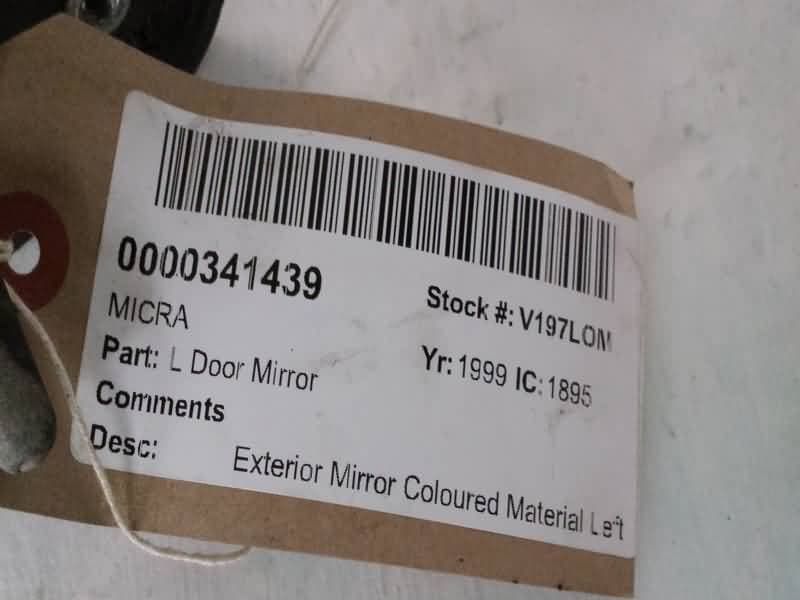 0000341439
Stock #: V197LOM
MICRA
Yr: 1999 IC: 1895
Part: L Door Mirror
Comments
Desc: Exterior Mirror Coloured Material Left